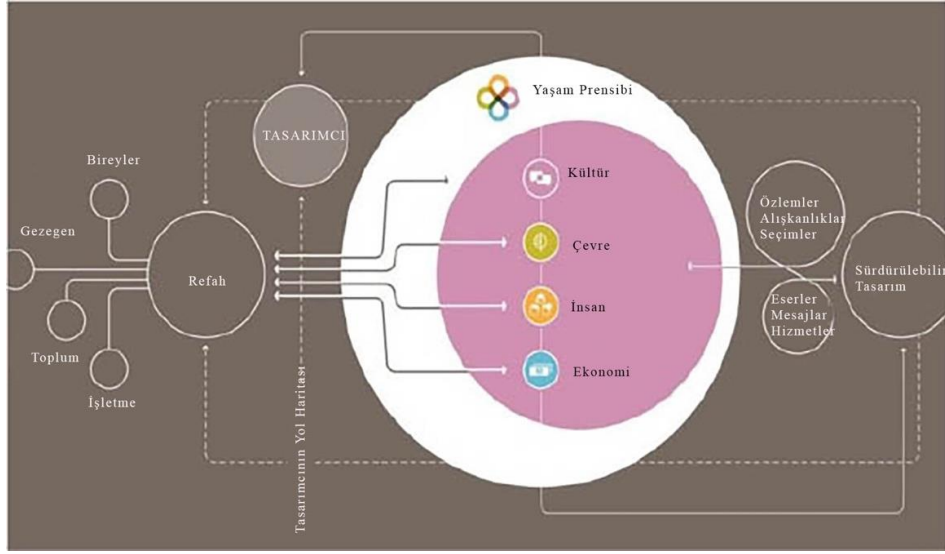 Yaşam Prensibi
TASARIMCI
Bireyler
Gezegen
Refah
Toplum
İşletme
Tasarımcının Yol Haritası
Kültür
Çevre
İnsan
Ekonomi
Özlemler
Alışkanlıklar
Seçimler
Eserler
Mesajlar
Hizmetler
Sürdürülebilir
Tasarım